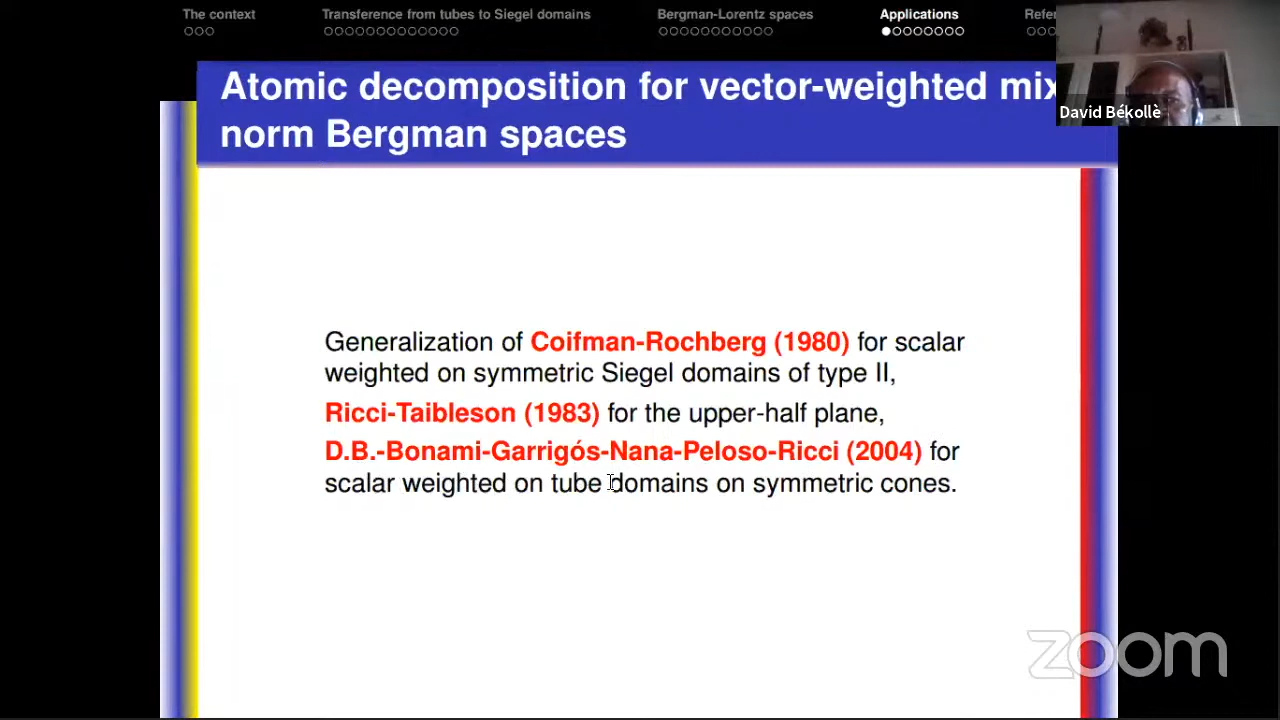 The context
Transference from tubes to Siegel domains
Bergman-Lorentz spaces
Applications
David Békollè
Atomic decomposition for vector-weighted
norm Bergman spaces
Generalization of Coifman-Rochberg (1980) for scalar
weighted on symmetric Siegel domains of type II,
Ricci-Taibleson (1983) for the upper-half plane,
D.B.-Bonami-Garrigós-Nana-Peloso-Ricci (2004) for
scalar weighted on tube domains on symmetric cones.
zoom